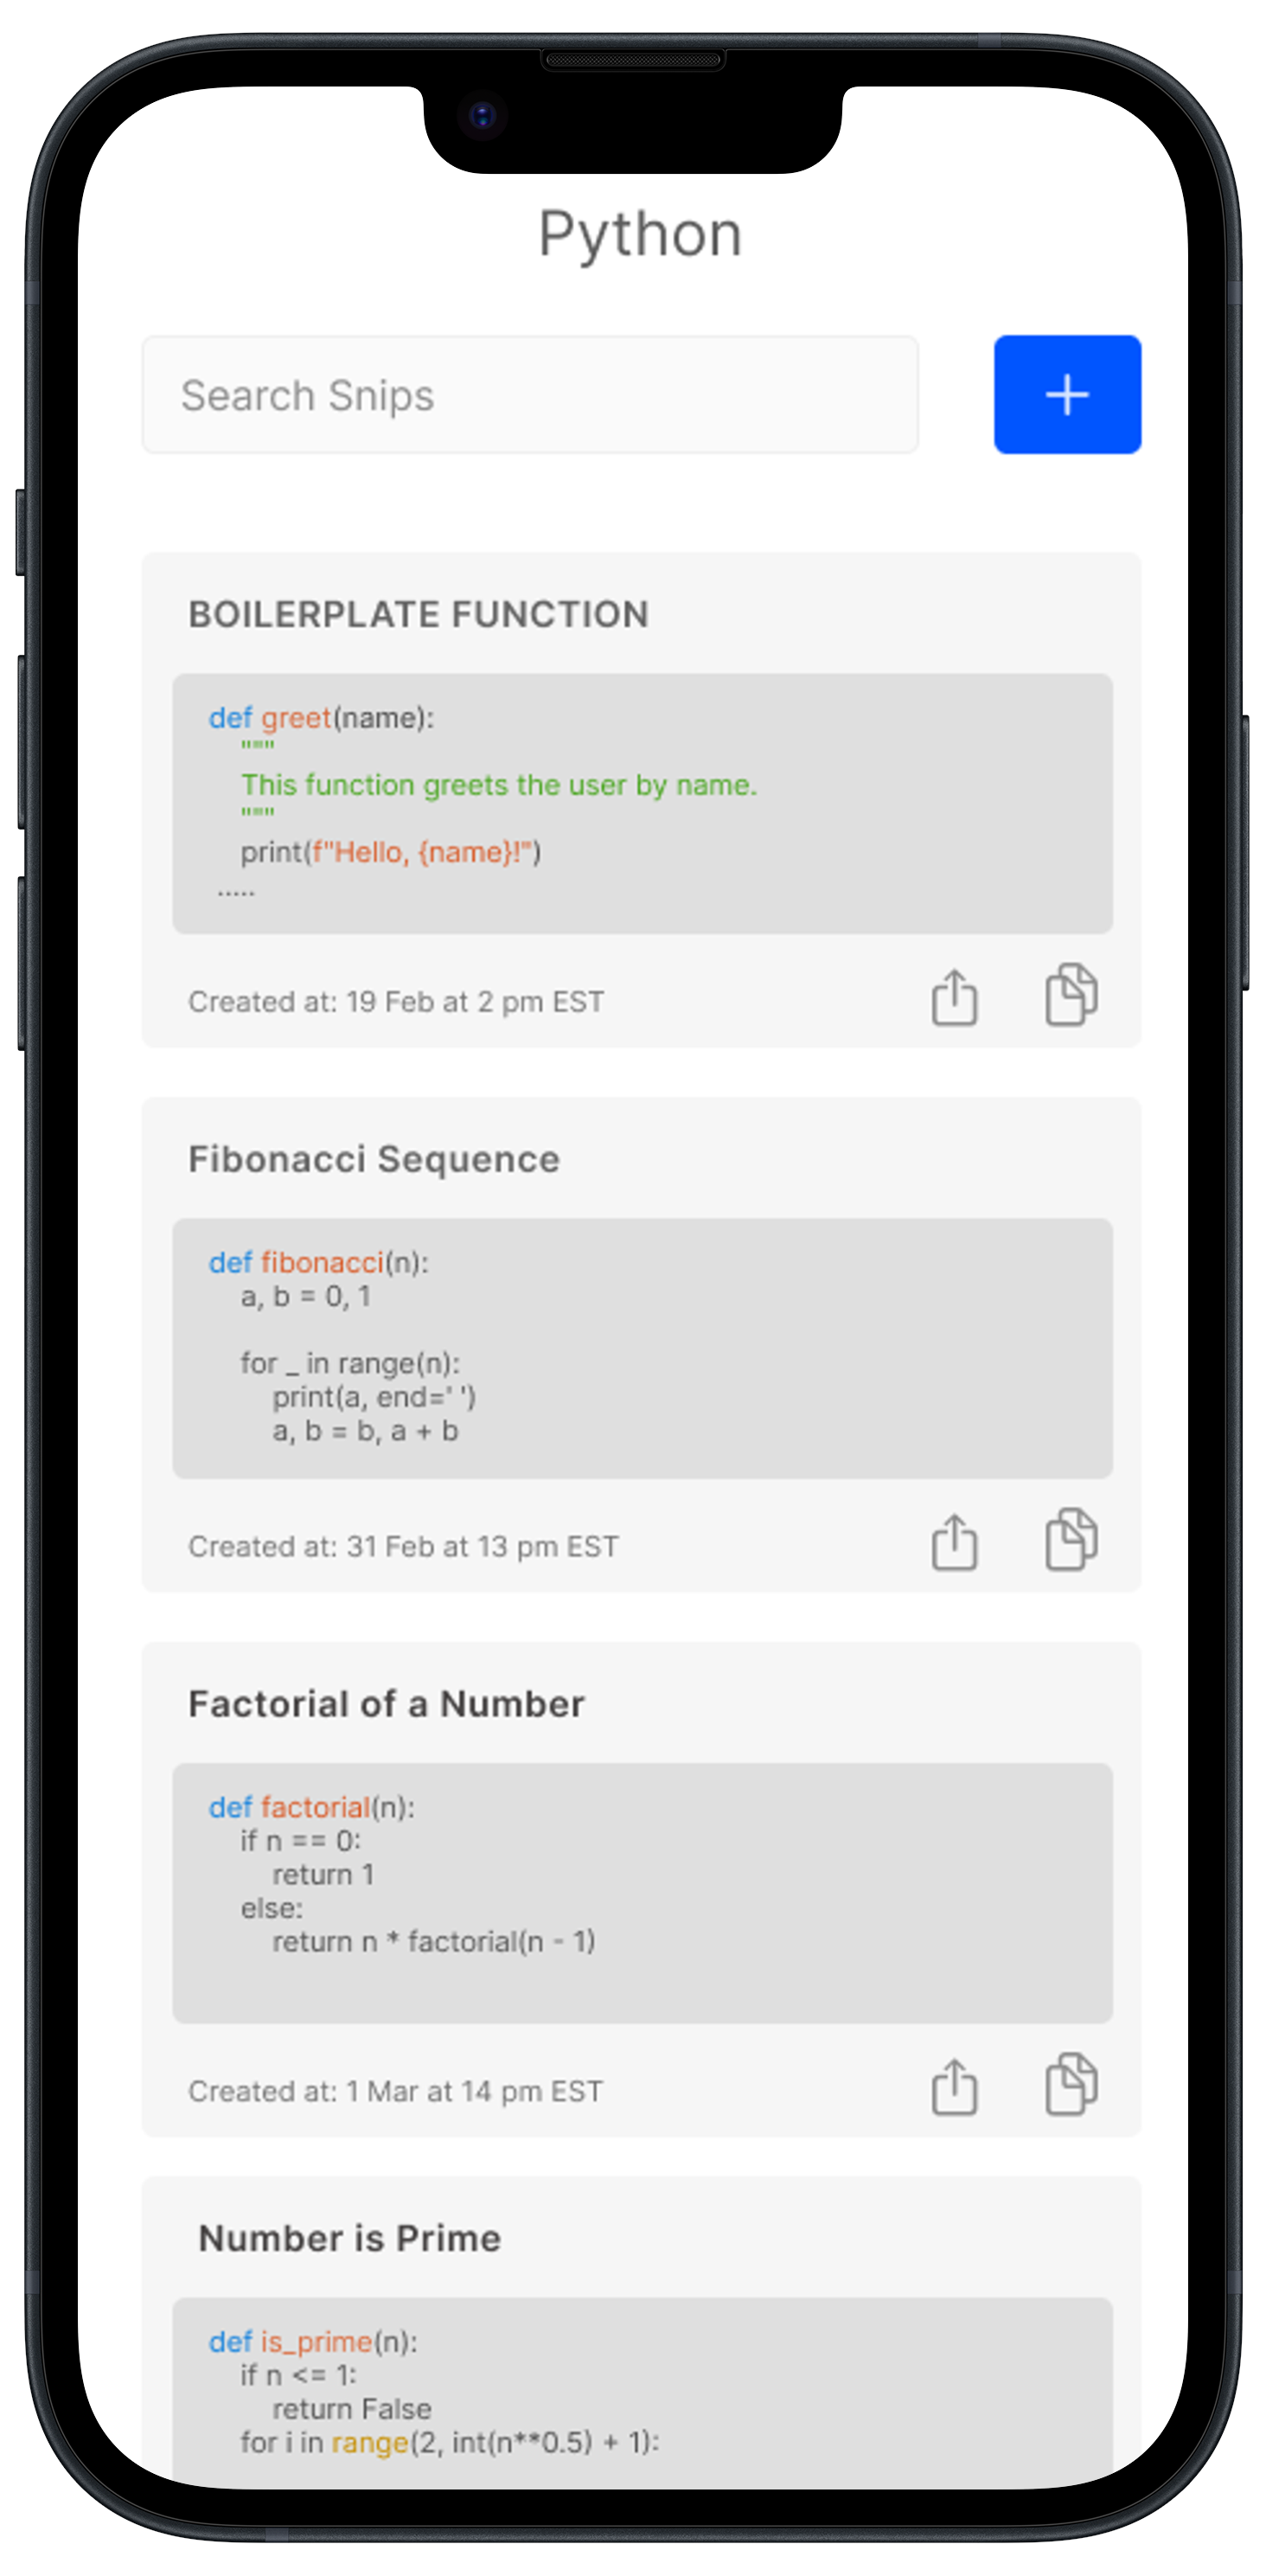 Python
Search Snips
BOILERPLATE FUNCTION
def greet(name):
    """
    This function greets the user by name.
    """
    print(f"Hello, {name}!")
.....
Created at: 19 Feb at 2 pm EST
Fibonacci Sequence
def fibonacci(n):
    a, b = 0, 1
    for _ in range(n):
        print(a, end=' ')
        a, b = b, a + b
Created at: 31 Feb at 13 pm EST
Factorial of a Number
def factorial(n):
    if n == 0:
        return 1
    else:
        return n * factorial(n - 1)
Created at: 1 Mar at 14 pm EST
Number is Prime
def is_prime(n):
    if n <= 1:
        return False
    for i in range(2, int(n**0.5) + 1):